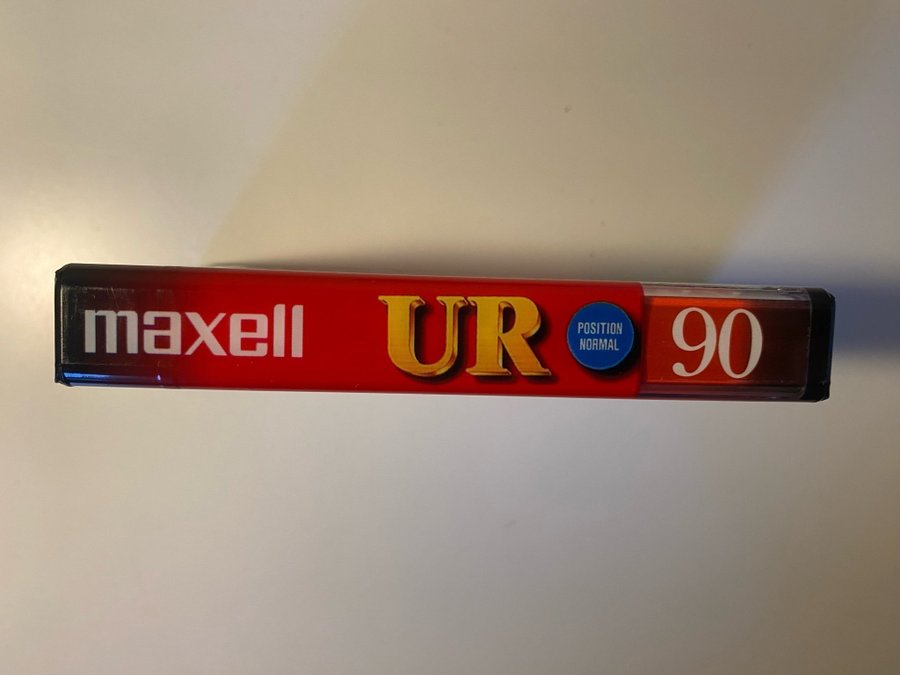 maxell
UR
POSITION
NORMAL
90